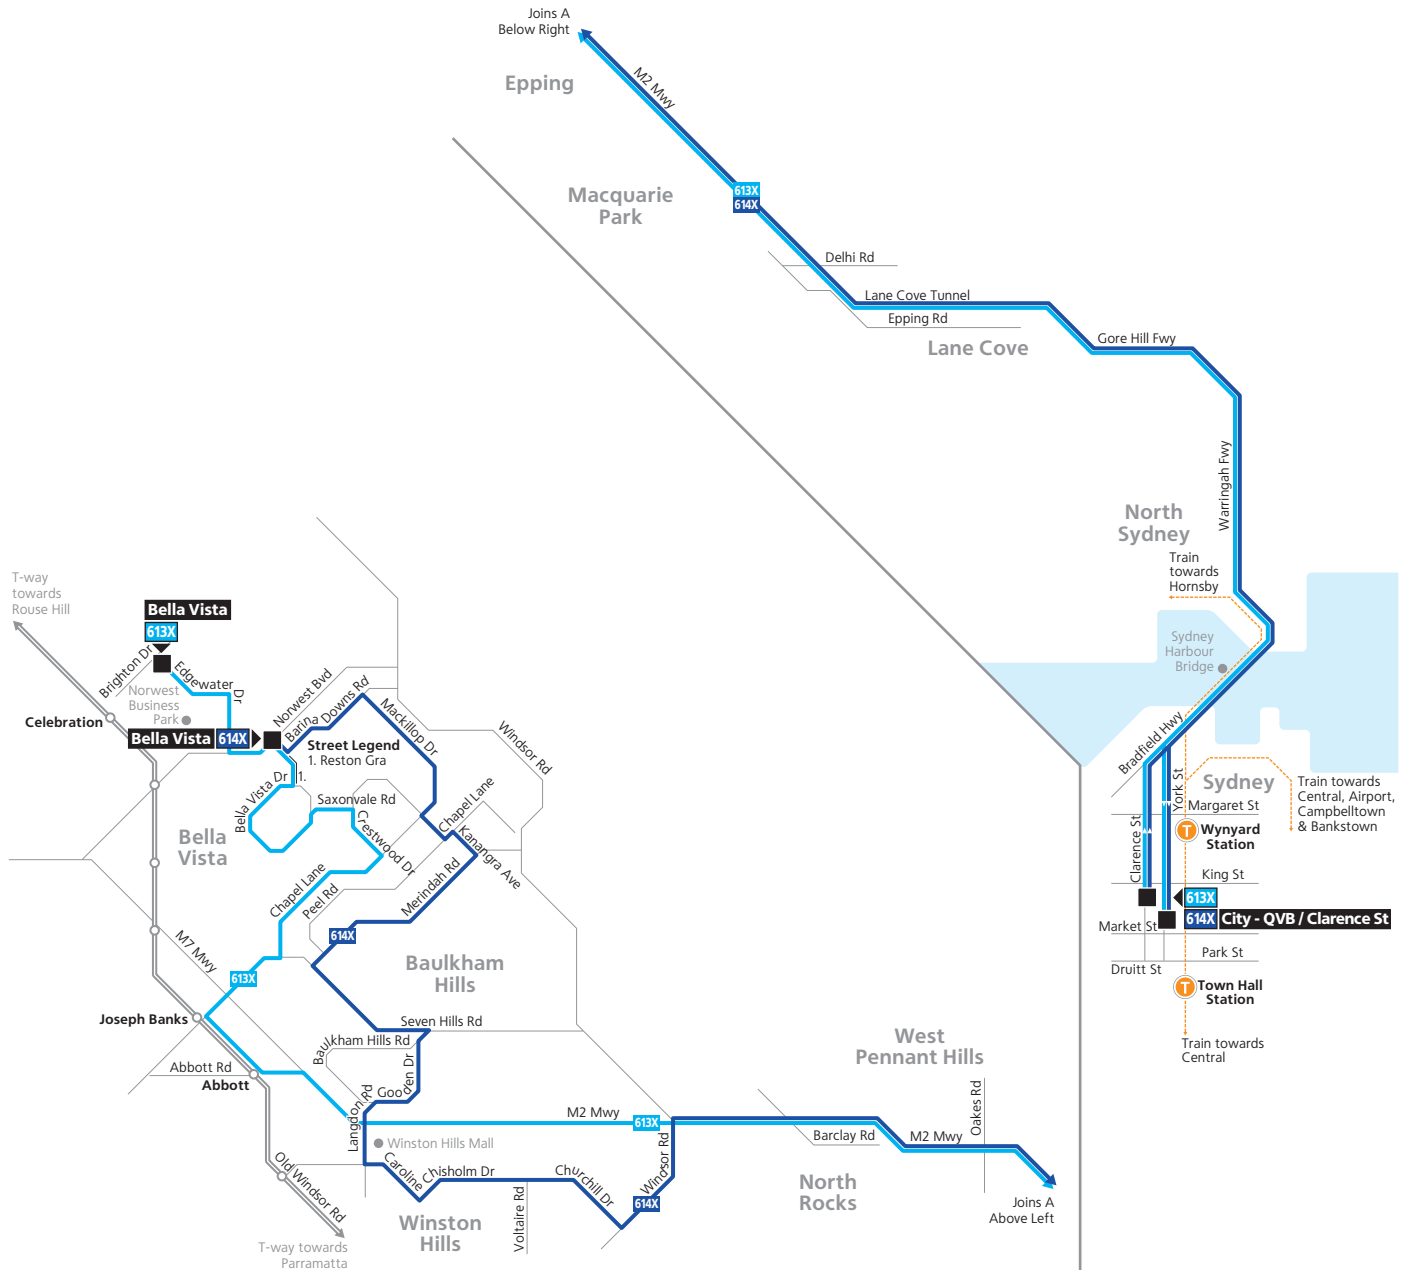 Joins A
Below Right
Epping
M2 Mwy
Macquarie
Park
613X
614X
Delhi Rd
Lane Cove Tunnel
Epping Rd
Lane Cove
Gore Hill Fwy
Warringah Fwy
North
Sydney
Train
towards
Hornsby
Sydney
Harbour
Bridge
Bradfield Hwy
Sydney
York St
Clarence St
Margaret St
Train towards
Central, Airport,
Campbelltown
& Bankstown
T
Wynyard
Station
King St
613X
614X
City - QVB / Clarence St
Market St
Park St
Druitt St
T
Town Hall
Station
Train towards
Central
T-way
towards
Rouse Hill
Bella Vista
613X
Brighton Dr
Edgewater
Dr
Norwest
Business
Park
Celebration
Bella Vista
614X
Norwest Bvd
Barina Downs Rd
Mackillop Dr
Windsor Rd
Street Legend
1. Reston Gra
1.
Bella Vista Dr
Bella Vista Dr
Saxonvale Rd
Crestwood Dr
Chapel Lane
Kanangra Ave
Bella
Vista
Chapel Lane
Peel Rd
Merindah Rd
614X
M7 Mwy
613X
Baulkham
Hills
Joseph Banks
Seven Hills Rd
Baulkham Hills Rd
Abbott Rd
Abbott
Gooden Dr
Langdon Rd
M2 Mwy
613X
Winston Hills Mall
West
Pennant Hills
Oakes Rd
Barclay Rd
M2 Mwy
Old Windsor Rd
Caroline
Chisholm Dr
Churchill Dr
Windsor Rd
614X
Voltaire Rd
North
Rocks
Winston
Hills
Joins A
Above Left
T-way towards
Parramatta